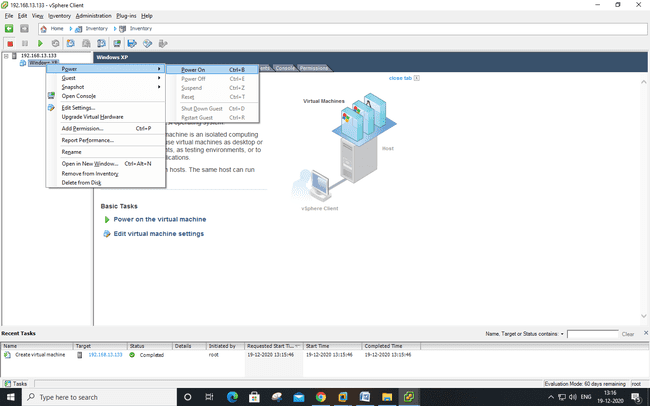 192.168.13.133 - vSphere Client
File Edit View Inventory Administration Plug-ins Help
Home Inventory Inventory
192.168.13.133
Windows XP
Windows XP
Console Permissions
close tab
Power
Guest
Snapshot
Open Console
Edit Settings...
Upgrade Virtual Hardware
Add Permission... Ctrl+P
Report Performance...
Rename
Open in New Window... Ctrl+Alt+N
Remove from Inventory
Delete from Disk
Power On Ctrl+B
Power Off Ctrl+E
Suspend Ctrl+Z
Reset Ctrl+T
Shut Down Guest Ctrl+D
Restart Guest Ctrl+R
machine is an isolated computing
use virtual machines as desktop or
as testing environments, or to
hosts. The same host can run
Basic Tasks
Power on the virtual machine
Edit virtual machine settings
Virtual Machines
Host
vSphere Client
Recent Tasks
Name, Target or Status contains:
Clear
Name Target Status Details Initiated by Requested Start Ti... Start Time Completed Time
Create virtual machine 192.168.13.133 Completed root 19-12-2020 13:15:46 19-12-2020 13:15:46 19-12-2020 13:15:46
Tasks
Evaluation Mode: 60 days remaining root
Type here to search
ENG
13:16
19-12-2020